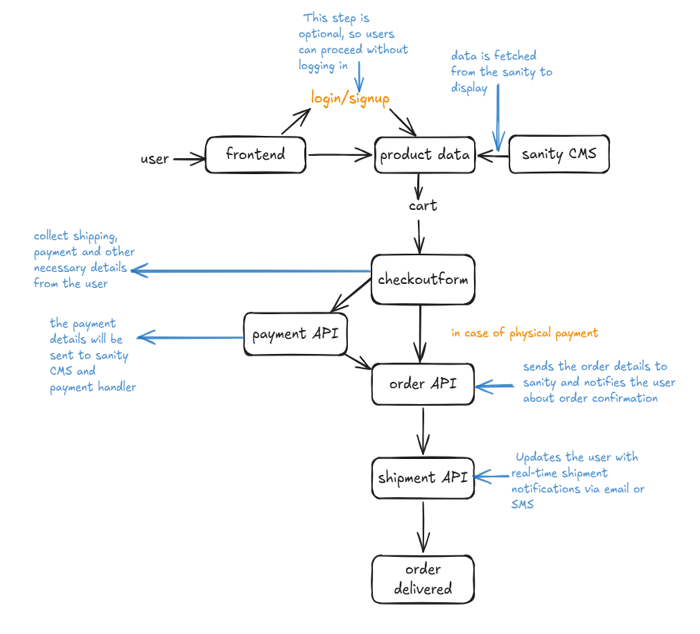 This step is
optional, so users
can proceed without
logging in
data is fetched
from the sanity to
display
login/signup
user
frontend
product data
sanity CMS
cart
collect shipping,
payment and other
necessary details
from the user
checkoutform
the payment
details will be
sent to sanity
CMS and
payment handler
payment API
in case of physical payment
order API
sends the order details to
sanity and notifies the user
about order confirmation
shipment API
Updates the user with
real-time shipment
notifications via email or
SMS
order
delivered